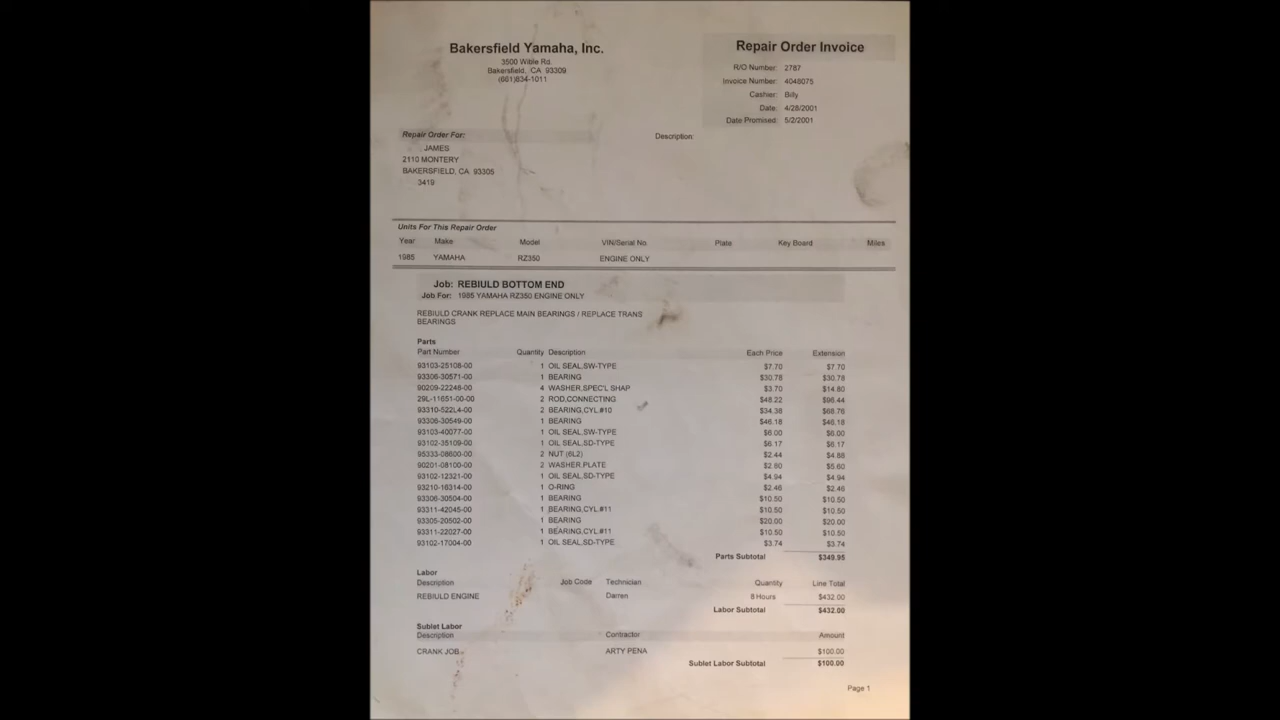 Bakersfield Yamaha, Inc.
3500 Wible Rd.
Bakersfield, CA 93309
(661)834-1011
Repair Order Invoice
R/O Number: 2787
Invoice Number: 4048075
Cashier: Billy
Date: 4/28/2001
Date Promised: 5/2/2001
Repair Order For:
Description:
JAMES
2110 MONTERY
BAKERSFIELD, CA 93305
3419
Units For This Repair Order
Year Make Model VIN/Serial No. Plate Key Board Miles
1985 YAMAHA RZ350 ENGINE ONLY
Job: REBIULD BOTTOM END
Job For: 1985 YAMAHA RZ350 ENGINE ONLY
REBIULD CRANK REPLACE MAIN BEARINGS / REPLACE TRANS
BEARINGS
Parts
Part Number Quantity Description Each Price Extension
93103-25108-00 1 OIL SEAL,SW-TYPE $7.70 $7.70
93306-30571-00 1 BEARING $30.78 $30.78
90209-22248-00 4 WASHER,SPEC'L SHAP $3.70 $14.80
29L-11651-00-00 2 ROD,CONNECTING $48.22 $96.44
93310-522L4-00 2 BEARING,CYL.#10 $34.38 $68.76
93306-30549-00 1 BEARING $46.18 $46.18
93103-40077-00 1 OIL SEAL,SW-TYPE $6.00 $6.00
93102-35109-00 1 OIL SEAL,SD-TYPE $6.17 $6.17
95333-08600-00 2 NUT (6L2) $2.44 $4.88
90201-08100-00 2 WASHER,PLATE $2.80 $5.60
93102-12321-00 1 OIL SEAL,SD-TYPE $4.94 $4.94
93210-16314-00 1 O-RING $2.46 $2.46
93306-30504-00 1 BEARING $10.50 $10.50
93311-42045-00 1 BEARING,CYL.#11 $10.50 $10.50
93305-20502-00 1 BEARING $20.00 $20.00
93311-22027-00 1 BEARING,CYL.#11 $10.50 $10.50
93102-17004-00 1 OIL SEAL,SD-TYPE $3.74 $3.74
Parts Subtotal $349.95
Labor
Description Job Code Technician Quantity Line Total
REBIULD ENGINE Darren 8 Hours $432.00
Labor Subtotal $432.00
Sublet Labor
Description Contractor Amount
CRANK JOB ARTY PENA $100.00
Sublet Labor Subtotal $100.00
Page 1